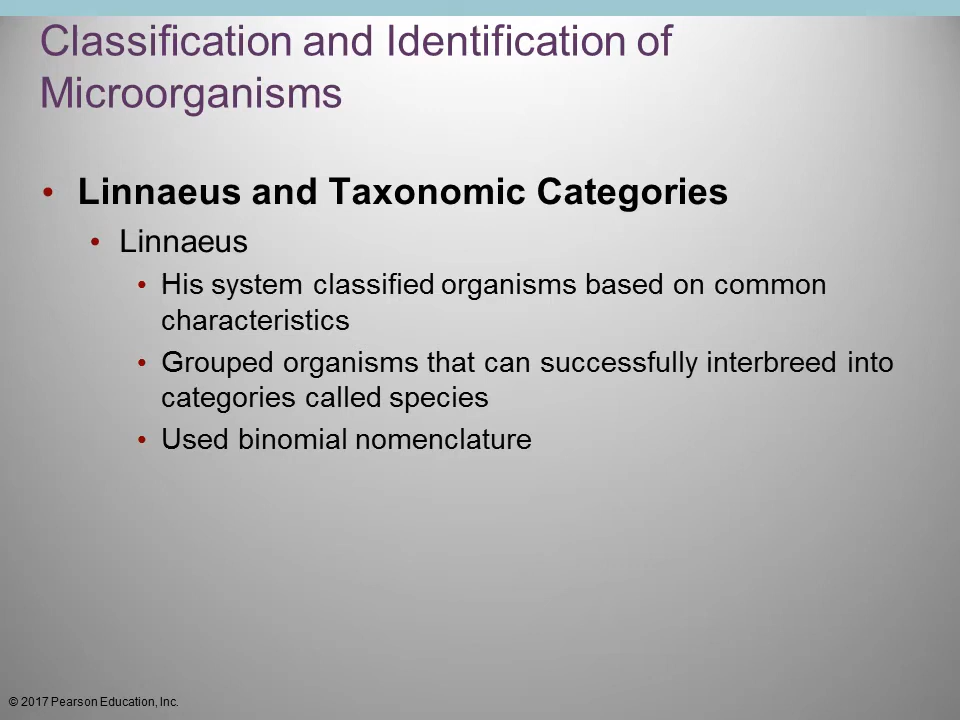 Classification and Identification of
Microorganisms
• Linnaeus and Taxonomic Categories
• Linnaeus
• His system classified organisms based on common
characteristics
• Grouped organisms that can successfully interbreed into
categories called species
• Used binomial nomenclature
© 2017 Pearson Education, Inc.